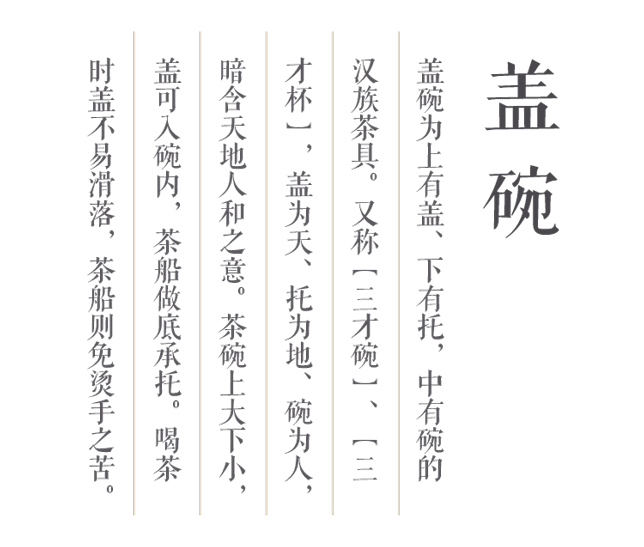 盖碗
盖碗为上有盖、下有托，中有碗的
汉族茶具。又称【三才碗】、【三
才杯】，盖为天、托为地、碗为人，
暗含天地人和之意。茶碗上大下小，
盖可入碗内，茶船做底承托。喝茶
时盖不易滑落，茶船则免烫手之苦。